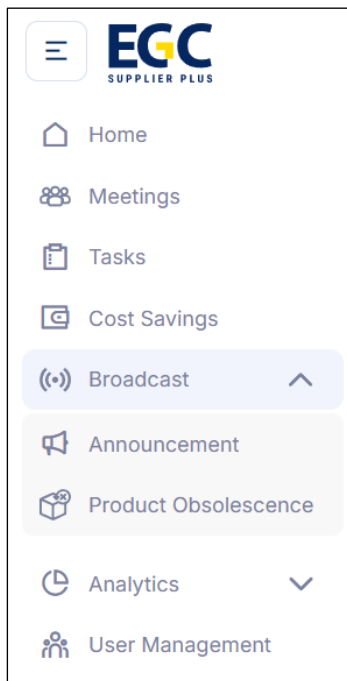 EGC
SUPPLIER PLUS
Home
Meetings
Tasks
Cost Savings
Broadcast
Announcement
Product Obsolescence
Analytics
User Management